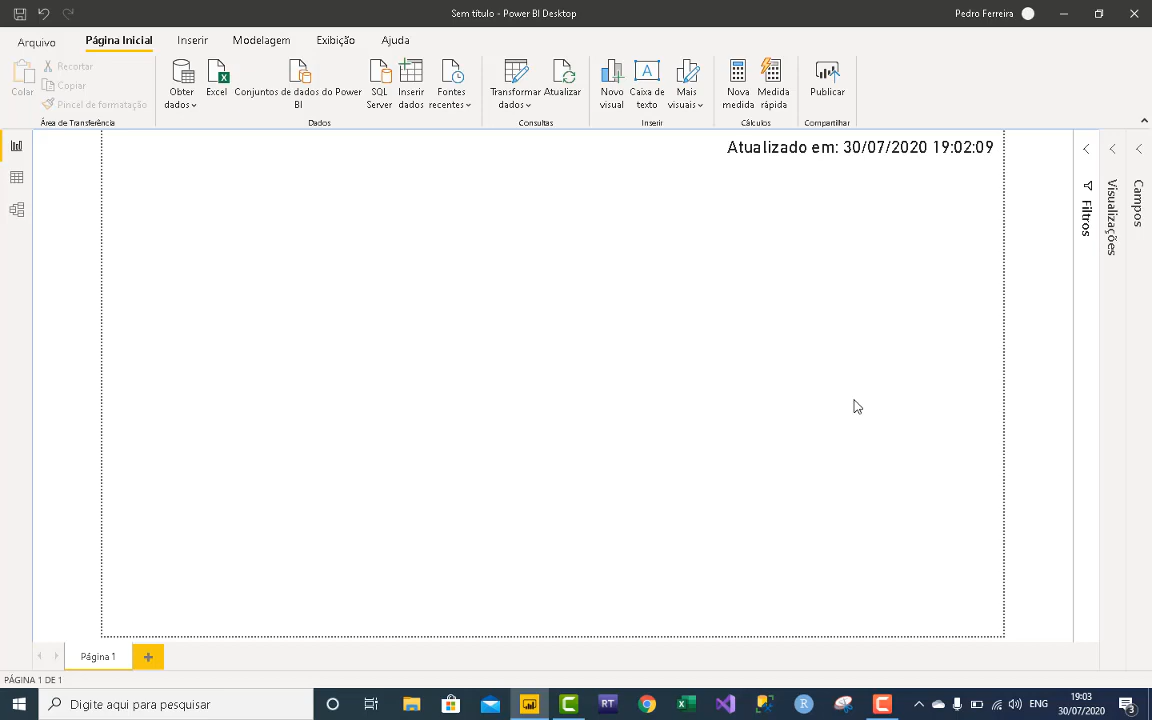 Sem título - Power BI Desktop
Pedro Ferreira
Arquivo
Página Inicial
Inserir
Modelagem
Exibição
Ajuda
Colar
Recortar
Copiar
Pincel de formatação
Área de Transferência
Obter dados
Excel
Conjuntos de dados do Power BI
SQL Server
Inserir dados
Fontes recentes
Dados
Transformar dados
Atualizar
Consultas
Novo visual
Caixa de texto
Mais visuais
Inserir
Nova medida
Medida rápida
Cálculos
Publicar
Compartilhar
Atualizado em: 30/07/2020 19:02:09
Filtros
Visualizações
Campos
Página 1
PÁGINA 1 DE 1
Digite aqui para pesquisar
RT
R
ENG
19:03
30/07/2020
3